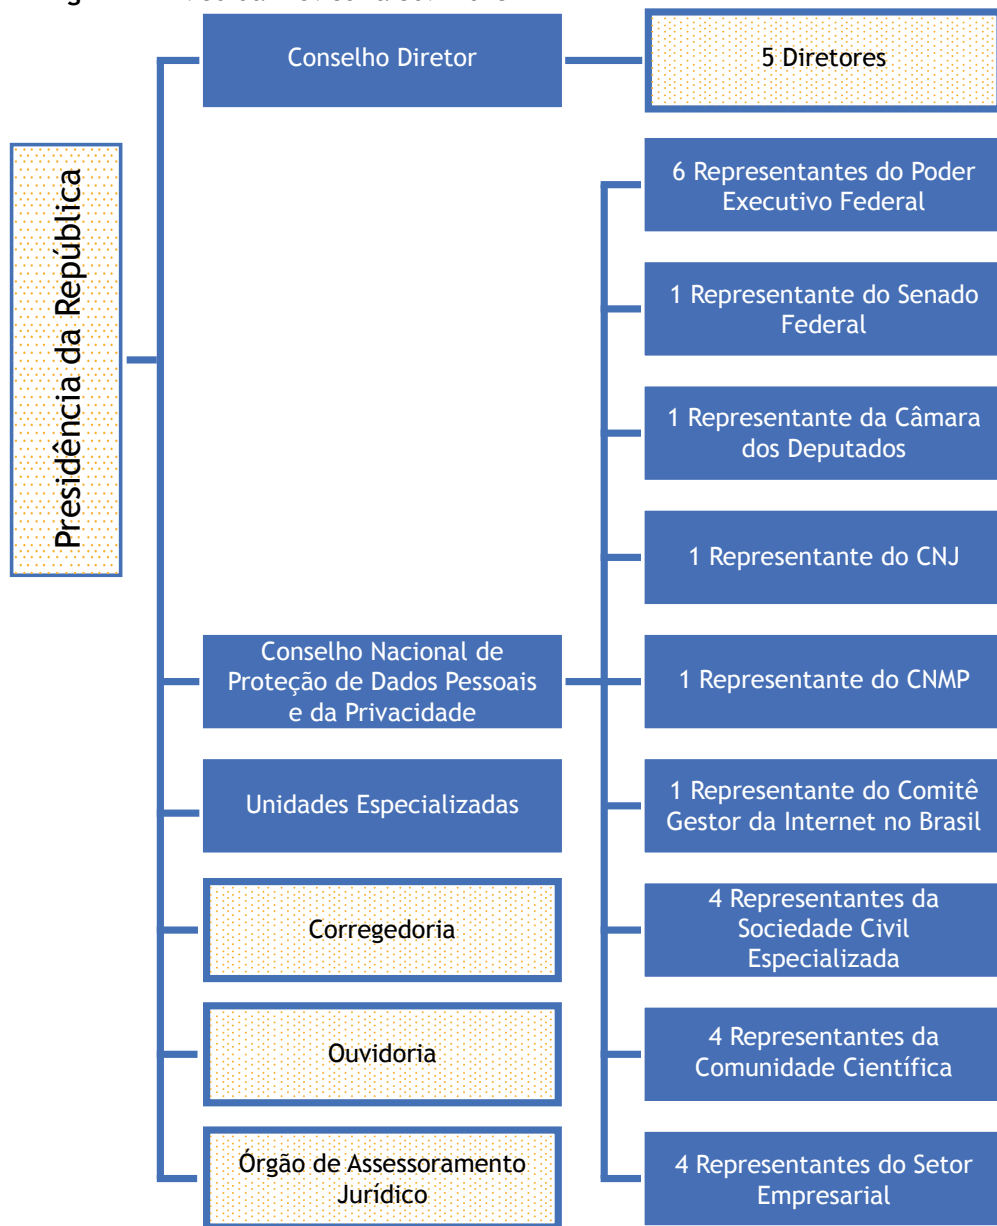 Conselho Diretor
5 Diretores
Presidência da República
6 Representantes do Poder
Executivo Federal
1 Representante do Senado
Federal
1 Representante da Câmara
dos Deputados
1 Representante do CNJ
Conselho Nacional de
Proteção de Dados Pessoais
e da Privacidade
1 Representante do CNMP
Unidades Especializadas
1 Representante do Comitê
Gestor da Internet no Brasil
Corregedoria
4 Representantes da
Sociedade Civil
Especializada
Ouvidoria
4 Representantes da
Comunidade Científica
Órgão de Assessoramento
Jurídico
4 Representantes do Setor
Empresarial